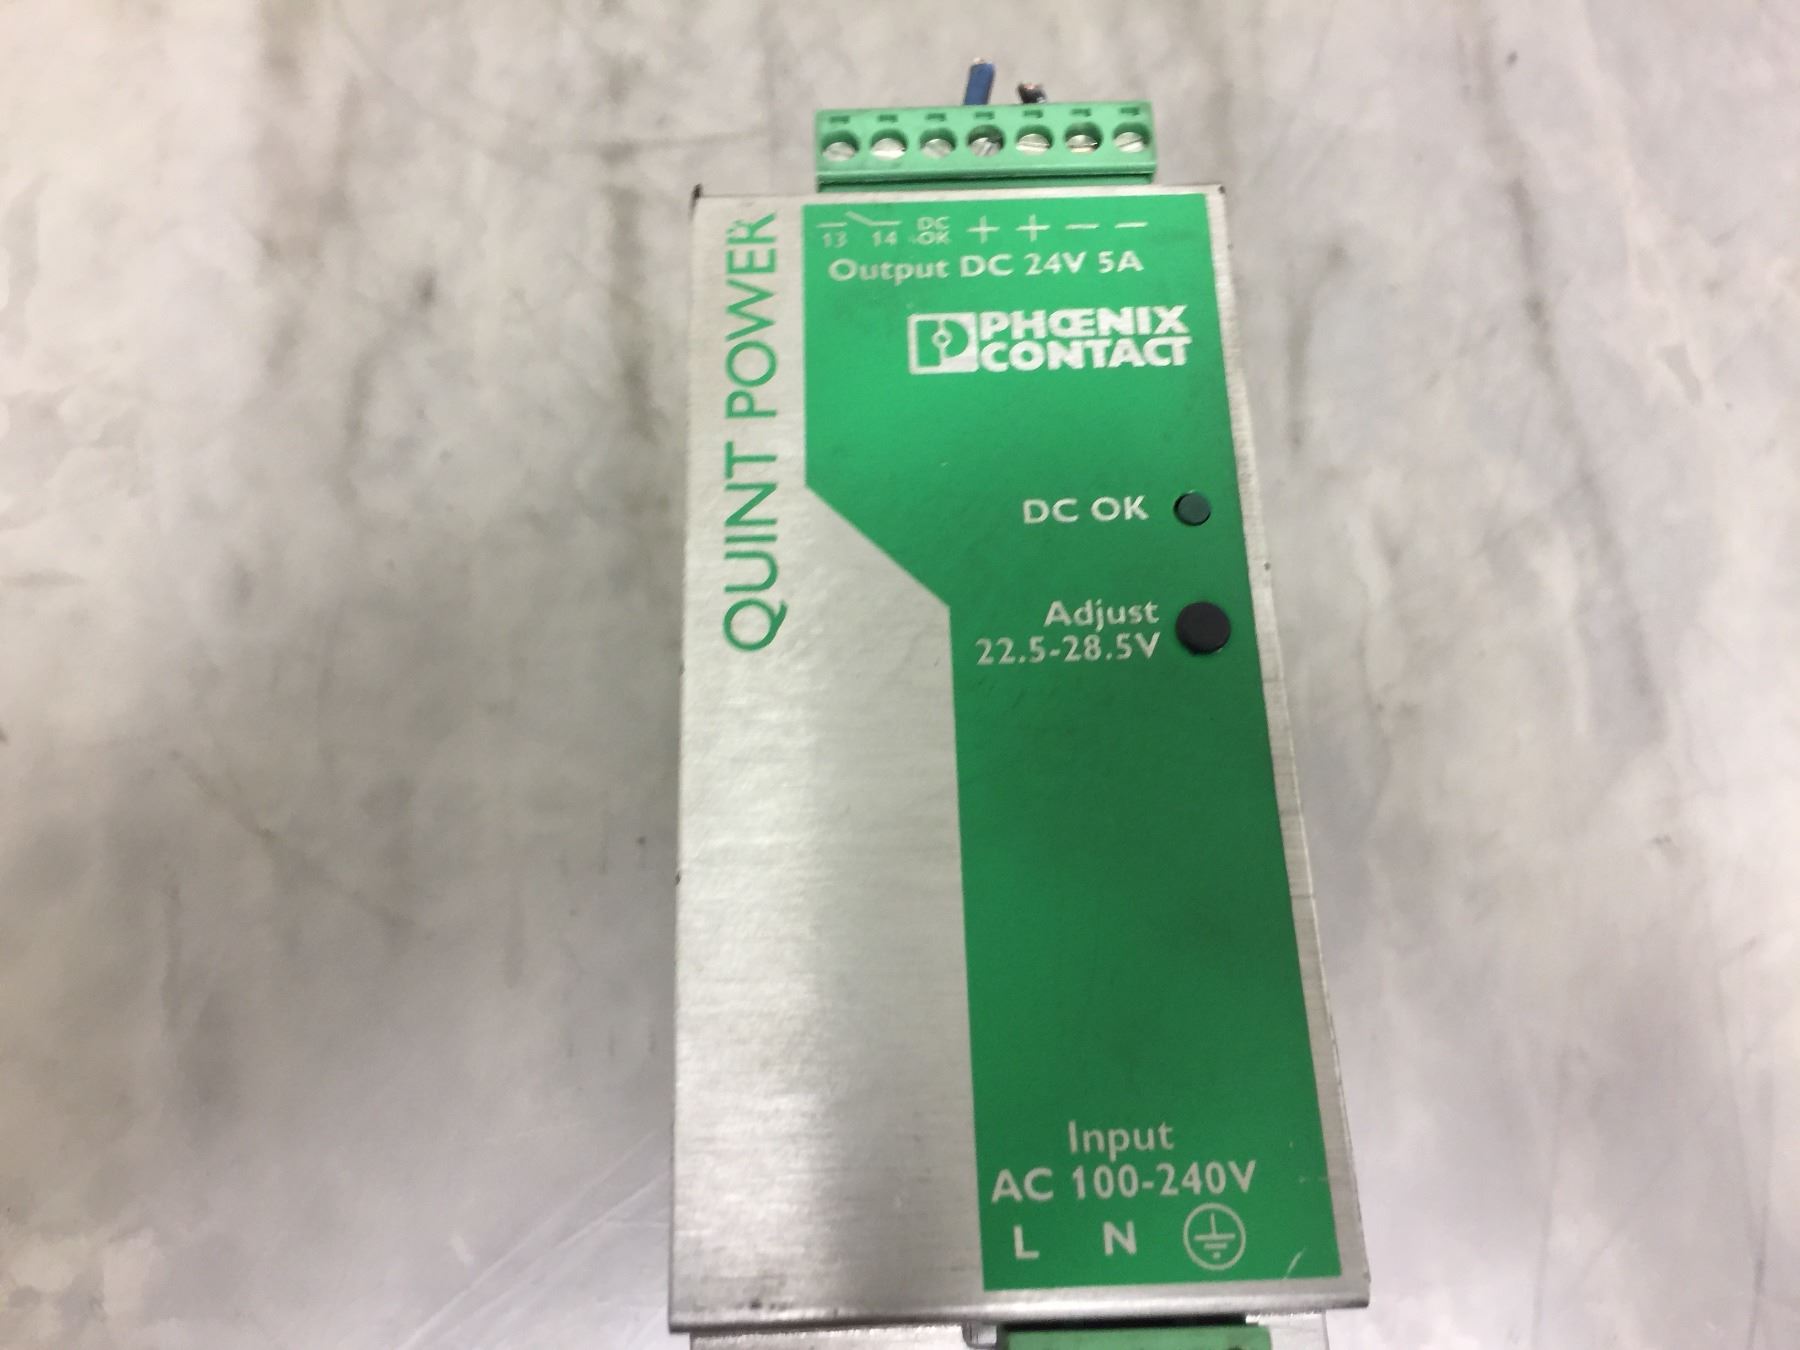 13 14 DC OK + + − −
Output DC 24V 5A
PHŒNIX
CONTACT
QUINT POWER
DC OK
Adjust
22.5-28.5V
Input
AC 100-240V
L N